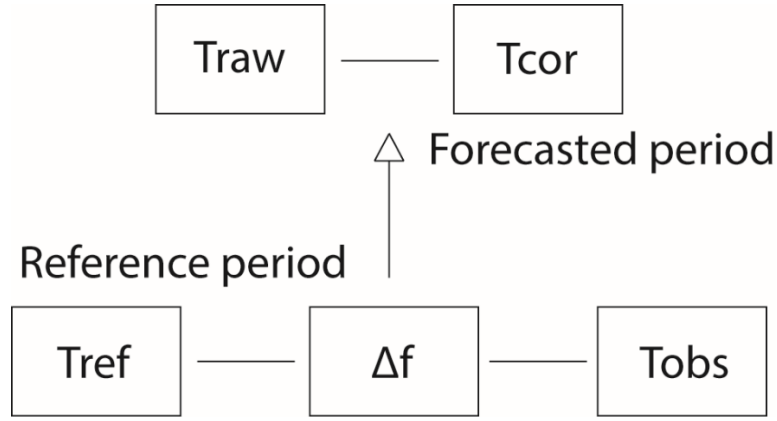 Traw
Tcor
Forecasted period
Reference period
Tref
Δf
Tobs